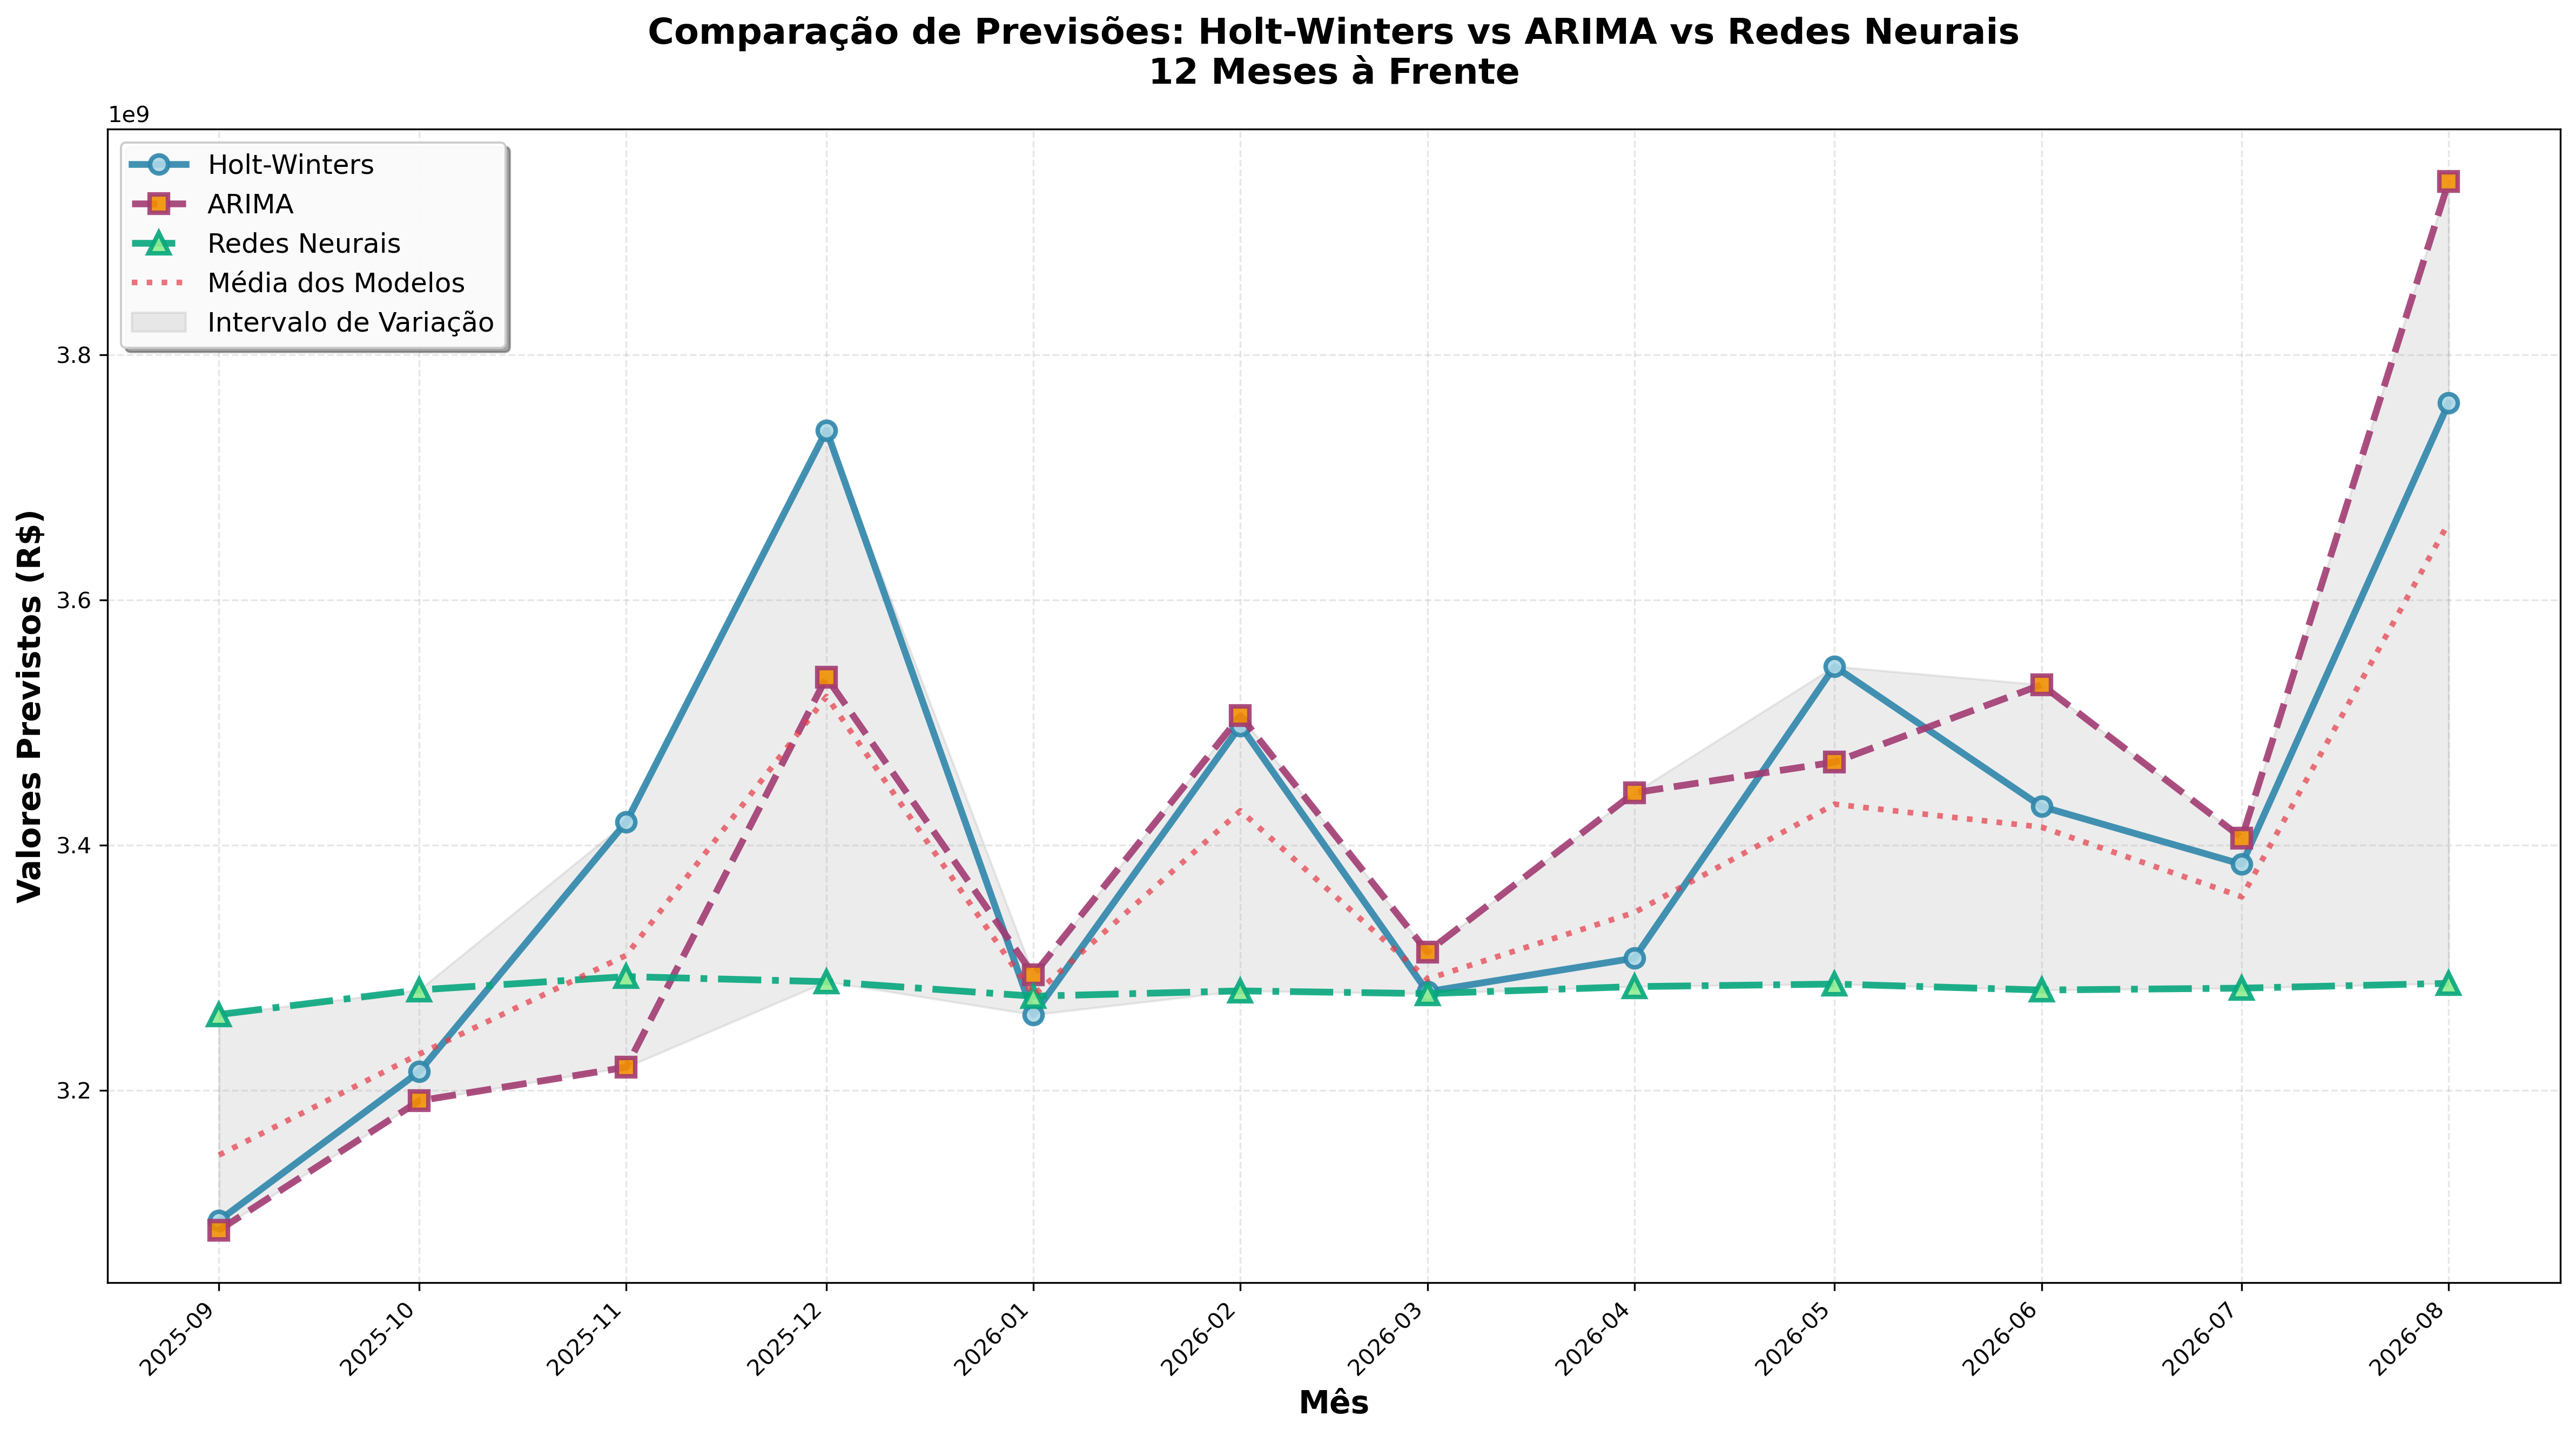 Comparação de Previsões: Holt-Winters vs ARIMA vs Redes Neurais
12 Meses à Frente
1e9
Holt-Winters
ARIMA
Redes Neurais
Média dos Modelos
Intervalo de Variação
3.8
3.6
3.4
3.2
Valores Previstos (R$)
2025-09
2025-10
2025-11
2025-12
2026-01
2026-02
2026-03
2026-04
2026-05
2026-06
2026-07
2026-08
Mês